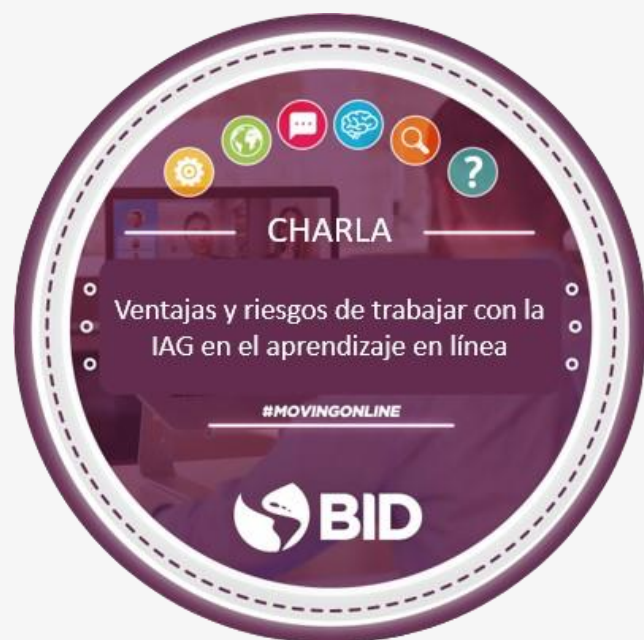 ?
CHARLA
Ventajas y riesgos de trabajar con la
IAG en el aprendizaje en línea
#MOVINGONLINE
BID